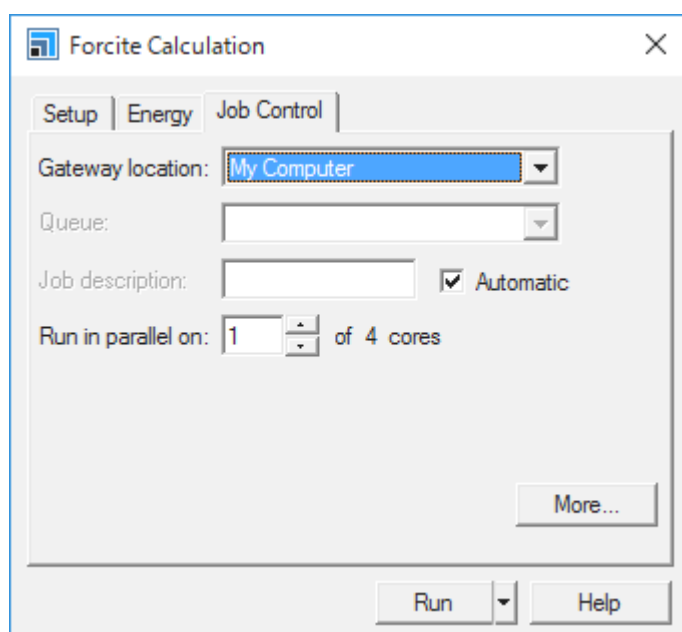 Forcite Calculation
Setup Energy Job Control
Gateway location: My Computer
Queue:
Job description: Automatic
Run in parallel on: 1 of 4 cores
More...
Run Help